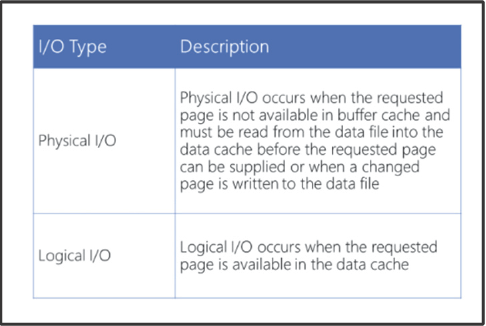 I/O Type
Description
Physical I/O
Physical I/O occurs when the requested
page is not available in buffer cache and
must be read from the data file into the
data cache before the requested page
can be supplied or when a changed
page is written to the data file
Logical I/O
Logical I/O occurs when the requested
page is available in the data cache